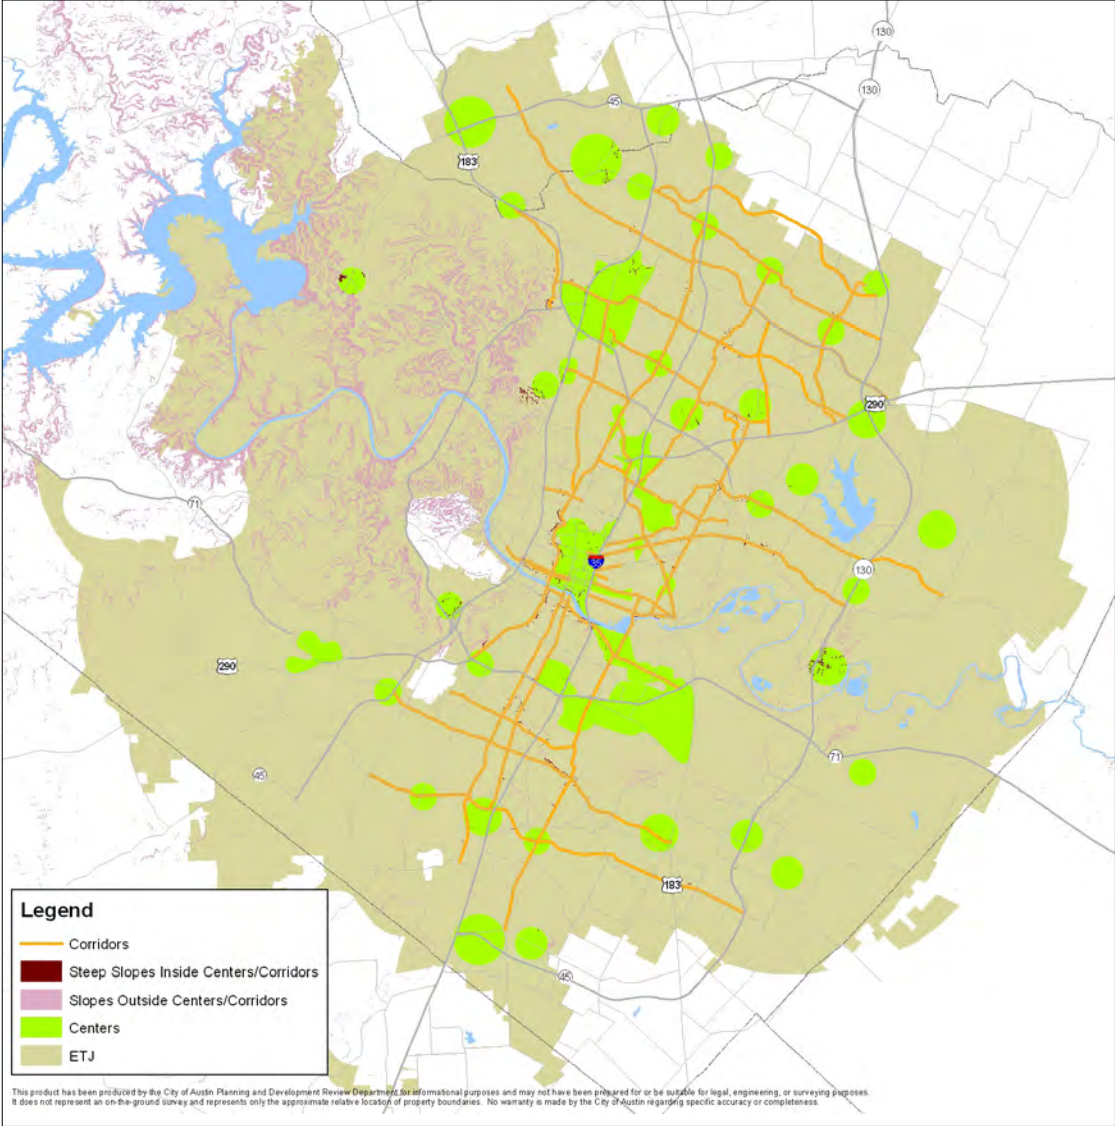 130
45
130
183
290
71
35
130
290
71
45
183
45
Legend
Corridors
Steep Slopes Inside Centers/Corridors
Slopes Outside Centers/Corridors
Centers
ETJ
This product has been produced by the City of Austin Planning and Development Review Department for informational purposes and may not have been prepared for or be suitable for legal, engineering, or surveying purposes.
It does not represent an on-the-ground survey and represents only the approximate relative location of property boundaries. No warranty is made by the City of Austin regarding specific accuracy or completeness.